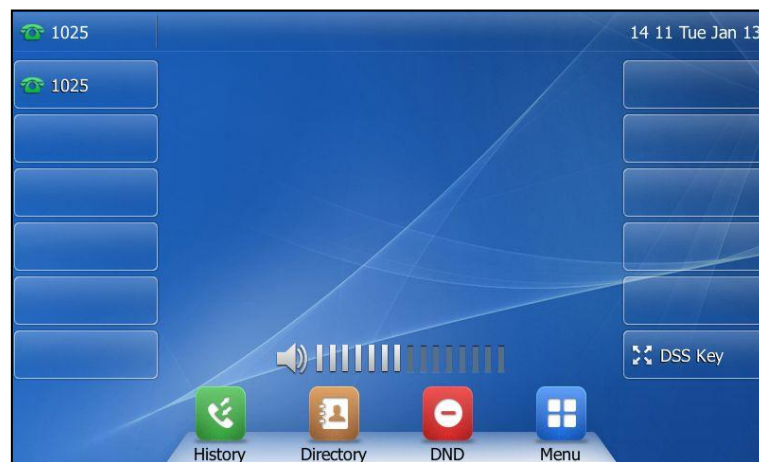 1025
14 11 Tue Jan 13
1025
DSS Key
History
Directory
DND
Menu